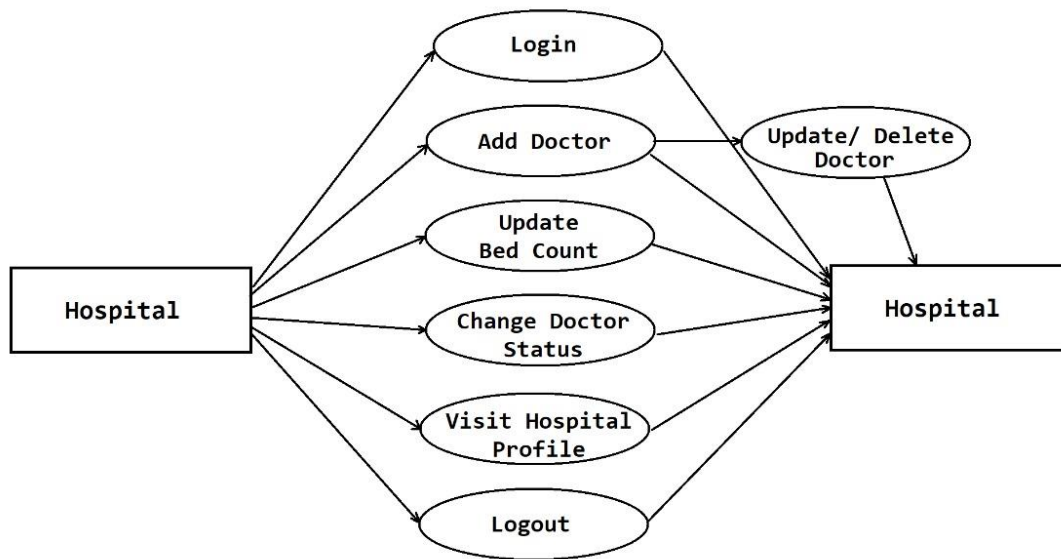 Login
Add Doctor
Update/ Delete
Doctor
Update
Bed Count
Hospital
Hospital
Change Doctor
Status
Visit Hospital
Profile
Logout